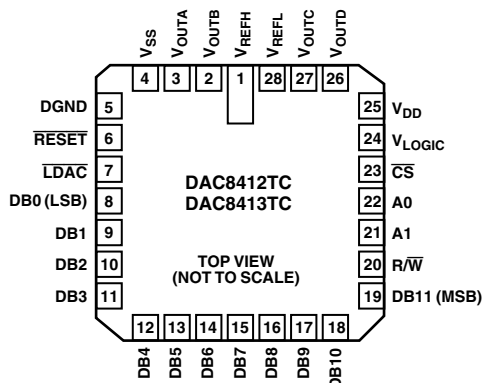 VSS VOUTA VOUTB VREFH VREFL VOUTC VOUTD
4 3 2 1 28 27 26
DGND 5
RESET 6
LDAC 7
DB0 (LSB) 8
DB1 9
DB2 10
DB3 11
DAC8412TC
DAC8413TC
TOP VIEW
(NOT TO SCALE)
25 VDD
24 VLOGIC
23 CS
22 A0
21 A1
20 R/W
19 DB11 (MSB)
12 13 14 15 16 17 18
DB4 DB5 DB6 DB7 DB8 DB9 DB10